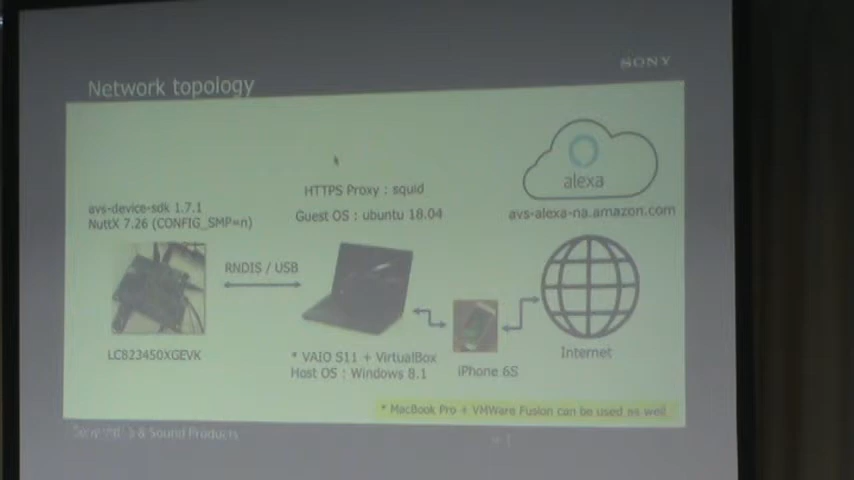 SONY
Network topology
alexa
HTTPS Proxy : squid
Guest OS : ubuntu 18.04
avs-device-sdk 1.7.1
NuttX 7.26 (CONFIG_SMP=n)
avs-alexa-na.amazon.com
RNDIS / USB
LC823450XGEVK
* VAIO S11 + VirtualBox
Host OS : Windows 8.1
iPhone 6S
Internet
* MacBook Pro + VMWare Fusion can be used as well
& Sound Products